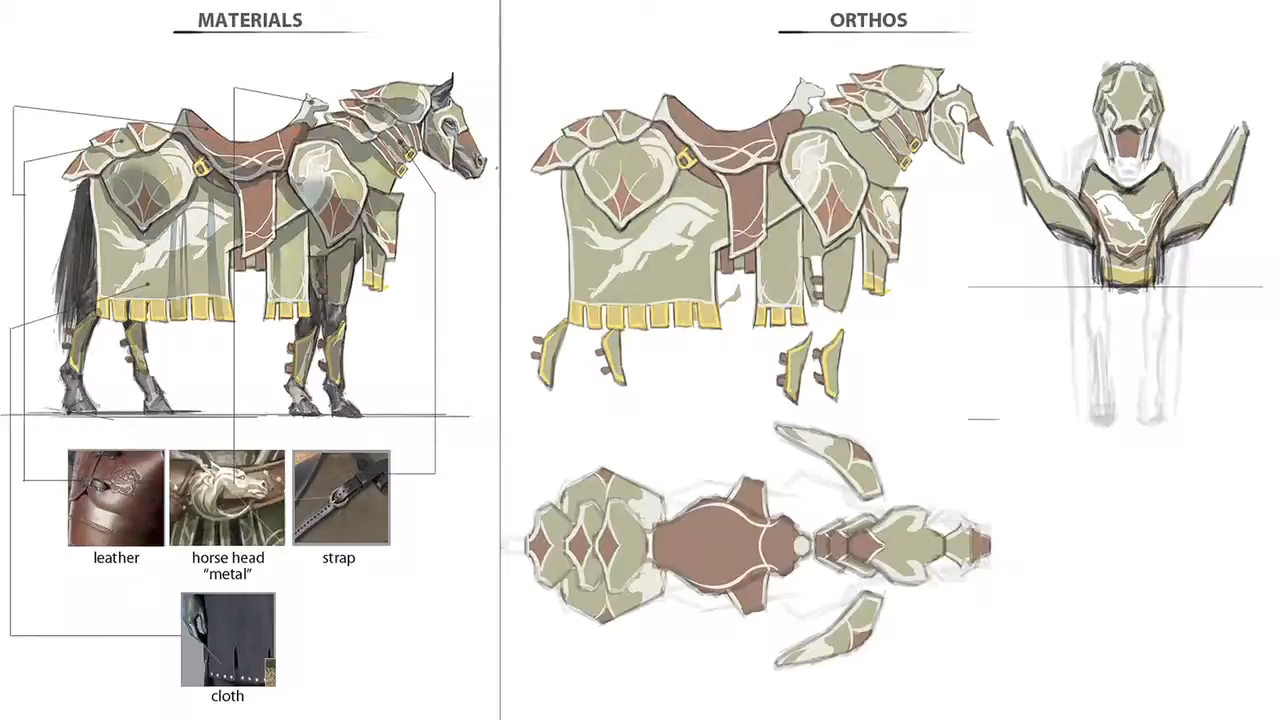 MATERIALS
ORTHOS
leather
horse head
“metal”
strap
cloth